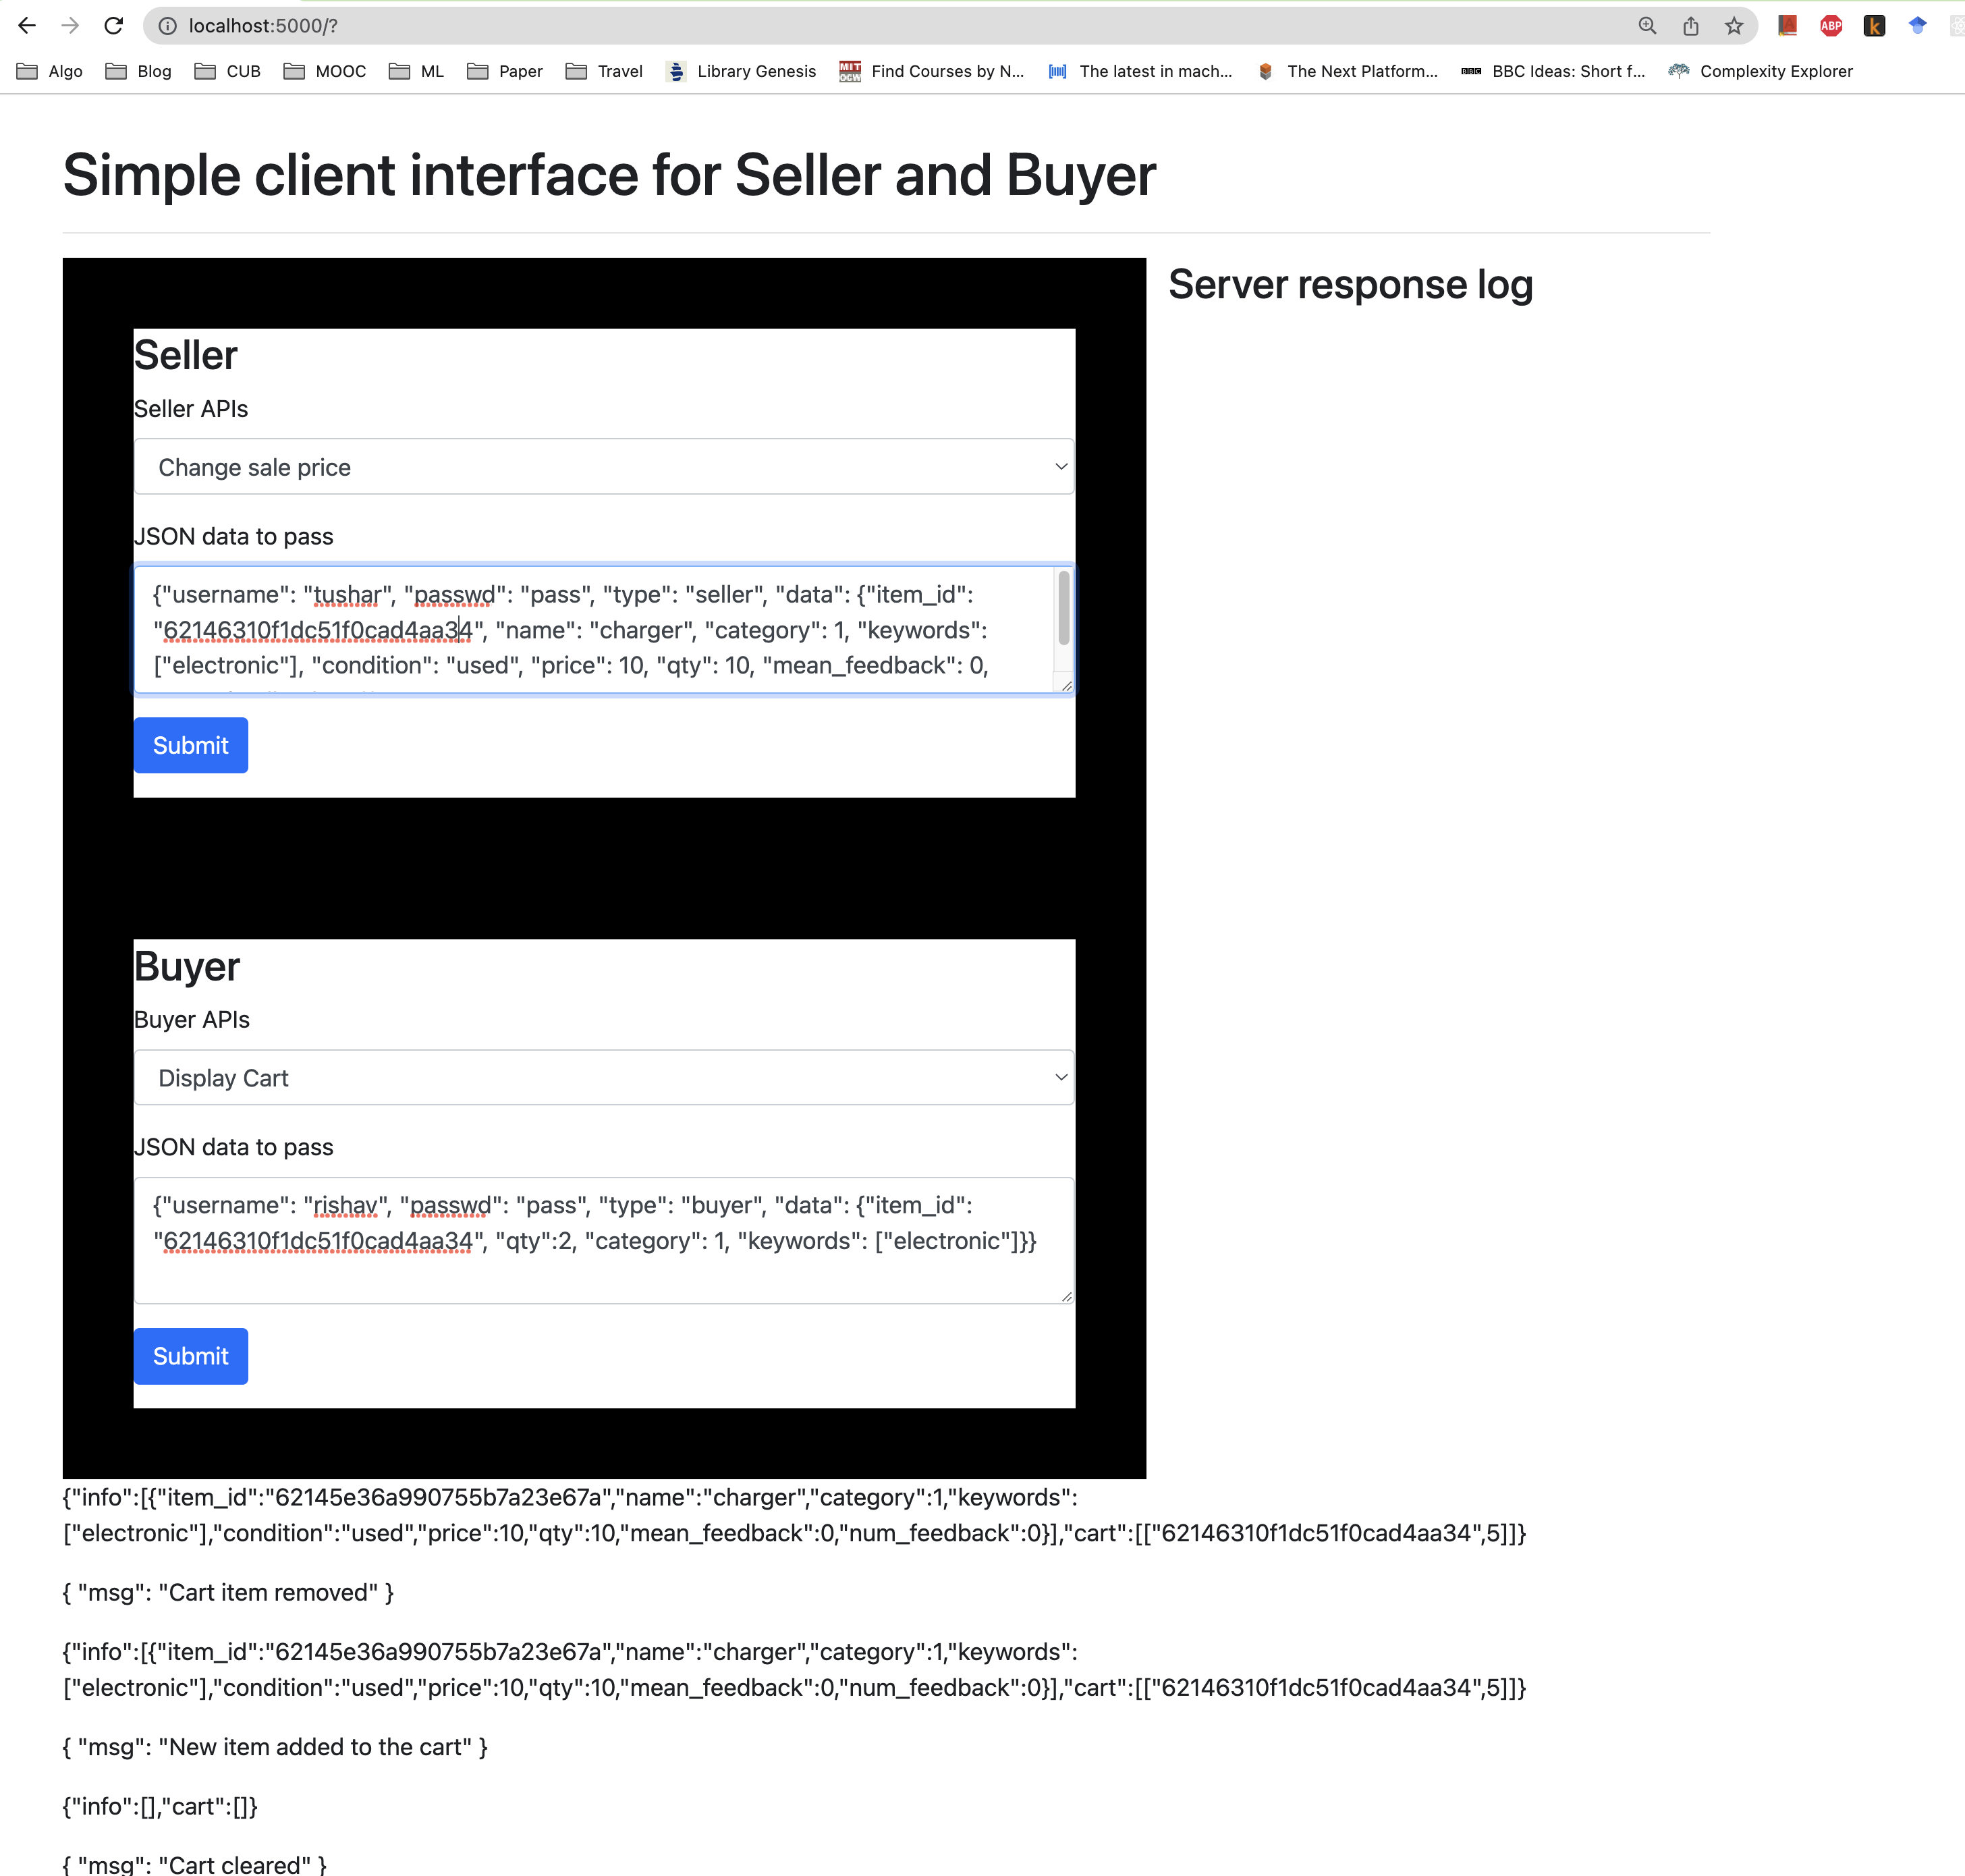 localhost:5000/?
ABP
k
Algo
Blog
CUB
MOOC
ML
Paper
Travel
Library Genesis
MIT
OCW
Find Courses by N...
The latest in mach...
The Next Platform...
BBC
BBC Ideas: Short f...
Complexity Explorer
Simple client interface for Seller and Buyer
Server response log
Seller
Seller APIs
Change sale price
JSON data to pass
{"username": "tushar", "passwd": "pass", "type": "seller", "data": {"item_id":
"62146310f1dc51f0cad4aa34", "name": "charger", "category": 1, "keywords":
["electronic"], "condition": "used", "price": 10, "qty": 10, "mean_feedback": 0,
Submit
Buyer
Buyer APIs
Display Cart
JSON data to pass
{"username": "rishav", "passwd": "pass", "type": "buyer", "data": {"item_id":
"62146310f1dc51f0cad4aa34", "qty":2, "category": 1, "keywords": ["electronic"]}}
Submit
{"info":[{"item_id":"62145e36a990755b7a23e67a","name":"charger","category":1,"keywords":
["electronic"],"condition":"used","price":10,"qty":10,"mean_feedback":0,"num_feedback":0}],"cart":[["62146310f1dc51f0cad4aa34",5]]}
{ "msg": "Cart item removed" }
{"info":[{"item_id":"62145e36a990755b7a23e67a","name":"charger","category":1,"keywords":
["electronic"],"condition":"used","price":10,"qty":10,"mean_feedback":0,"num_feedback":0}],"cart":[["62146310f1dc51f0cad4aa34",5]]}
{ "msg": "New item added to the cart" }
{"info":[],"cart":[]}
{ "msg": "Cart cleared" }